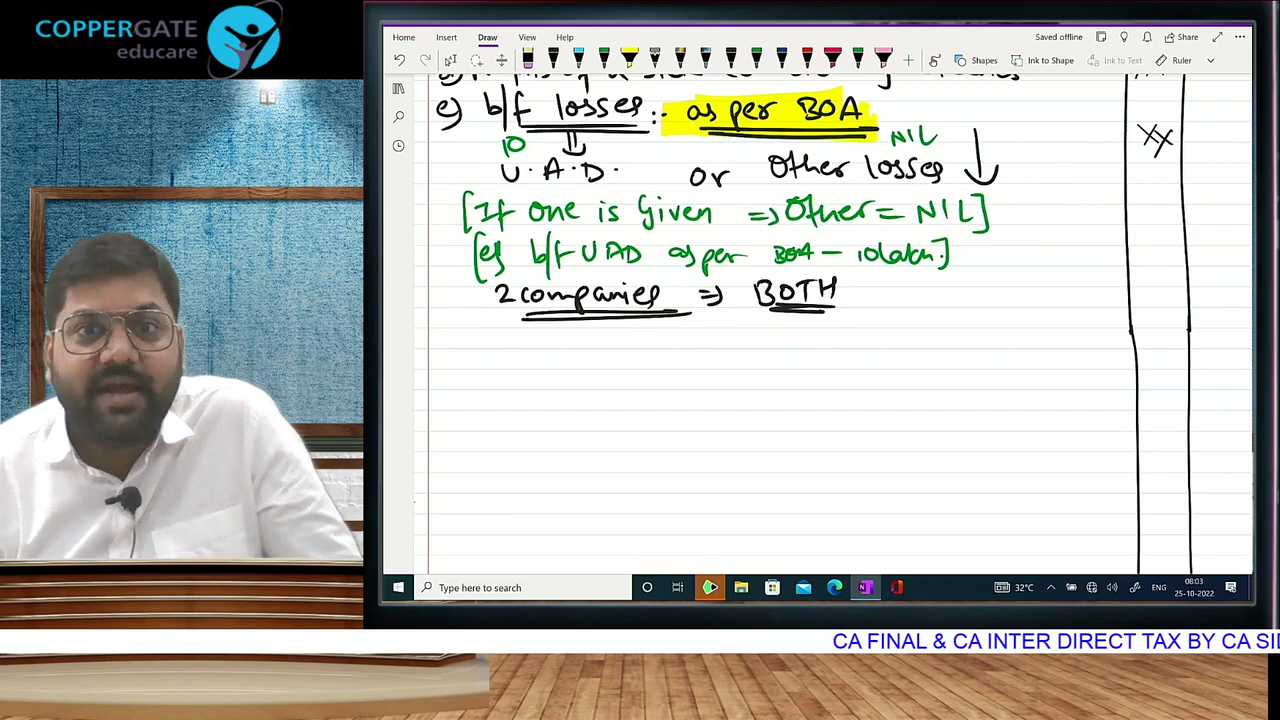 COPPERGATE
educare
Home Insert Draw View Help
Saved offline
Share
Shapes
Ink to Shape
Ink to Text
Ruler
e) b/f losses :- as per BOA
XX
10
NIL
U.A.D. or Other losses
[If one is Given => Other = NIL]
[eg b/f UAD as per BOA - 10lakh.]
2 companies => BOTH
Type here to search
32°C
ENG
08:03
25-10-2022
CA FINAL & CA INTER DIRECT TAX BY CA SI